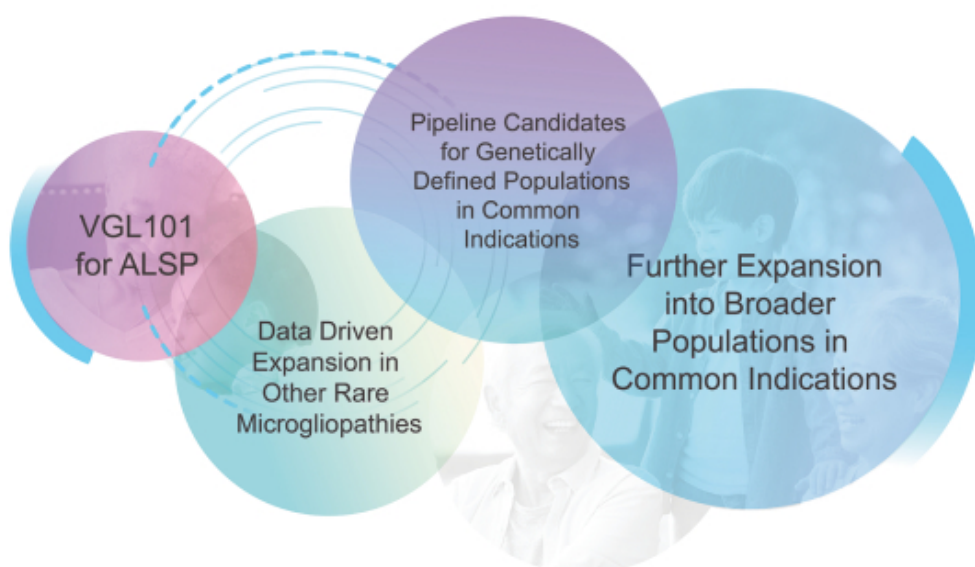 VGL101
for ALSP
Data Driven
Expansion in
Other Rare
Microgliopathies
Pipeline Candidates
for Genetically
Defined Populations
in Common
Indications
Further Expansion
into Broader
Populations in
Common Indications